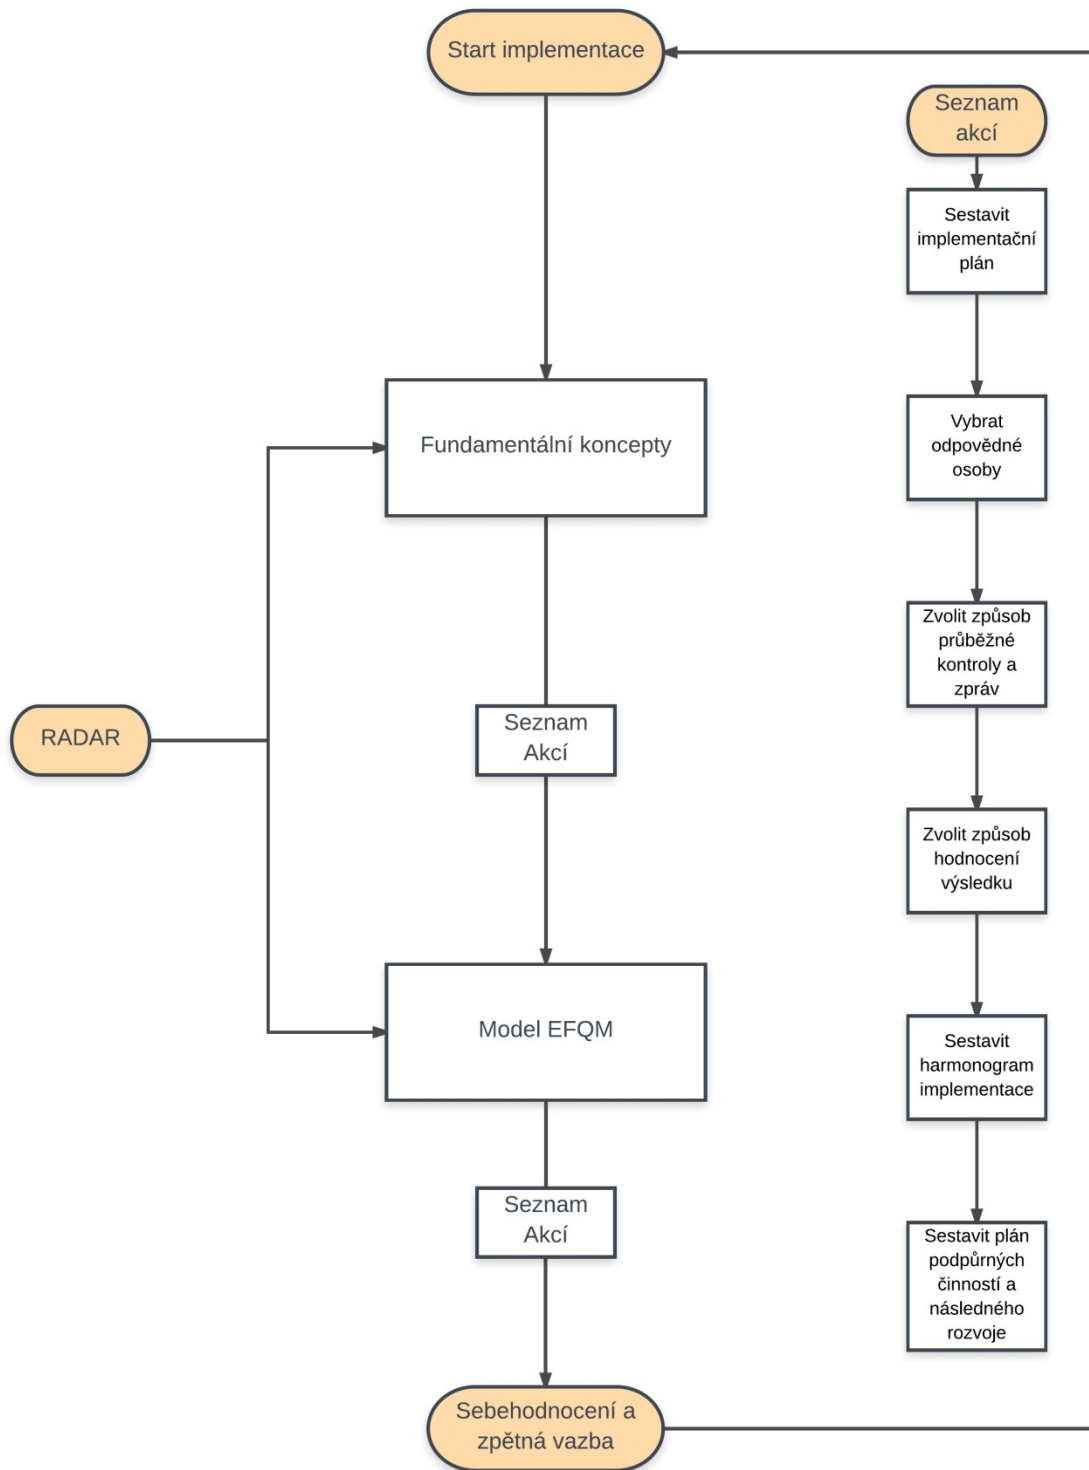 Start implementace
Seznam
akcí
Sestavit
implementační
plán
Vybrat
odpovědné
osoby
Fundamentální koncepty
Zvolit způsob
průběžné
kontroly a
zpráv
RADAR
Seznam
Akcí
Zvolit způsob
hodnocení
výsledku
Model EFQM
Sestavit
harmonogram
implementace
Seznam
Akcí
Sestavit plán
podpůrných
činností a
následného
rozvoje
Sebehodnocení a
zpětná vazba